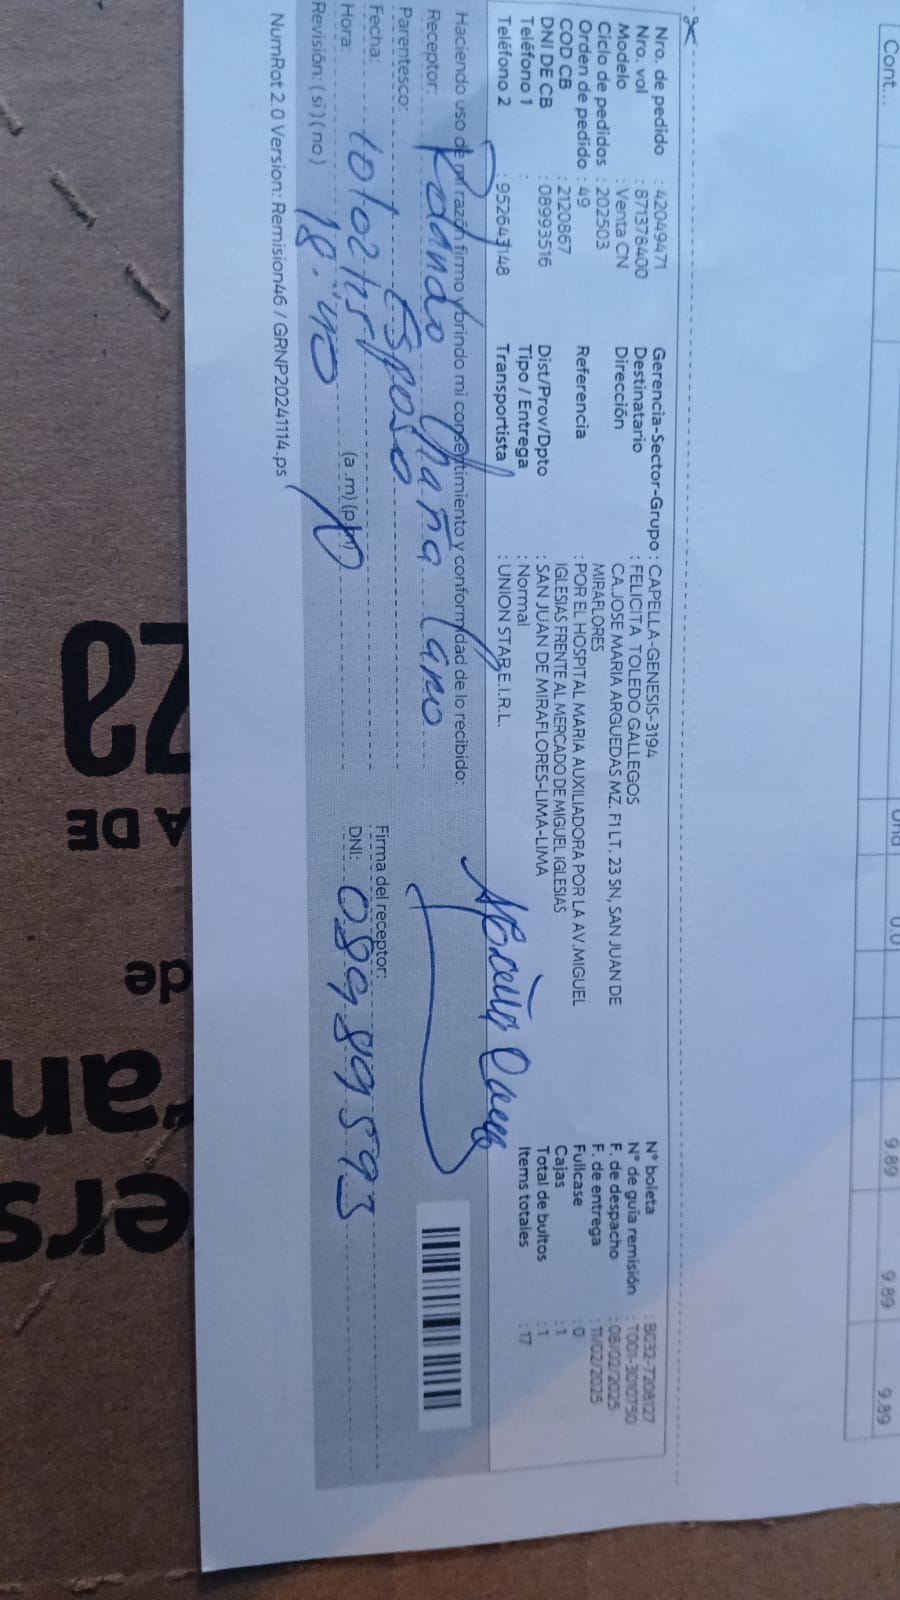 Cont...
Und
0.0
9.89
9.89
9.89
Nro. de pedido : 42049471
Nro. vol : 871378400
Modelo : Venta CN
Ciclo de pedidos : 202503
Orden de pedido : 49
COD CB : 2120867
DNI DE CB : 08993516
Teléfono 1 :
Teléfono 2 : 952643148
Gerencia-Sector-Grupo : CAPELLA-GENESIS-3194
Destinatario : FELICITA TOLEDO GALLEGOS
Dirección CA.JOSE MARIA ARGUEDAS MZ. F1 LT. 23 SN, SAN JUAN DE
MIRAFLORES
Referencia : POR EL HOSPITAL MARIA AUXILIADORA POR LA AV.MIGUEL
IGLESIAS FRENTE AL MERCADO DE MIGUEL IGLESIAS
Dist/Prov/Dpto : SAN JUAN DE MIRAFLORES-LIMA-LIMA
Tipo / Entrega : Normal
Transportista : UNION STAR E.I.R.L.
N° boleta : B032-7208127
N° de guía remisión : T001-3010750
F. de despacho : 08/02/2025
F. de entrega : 11/02/2025
Fullcase : 0
Cajas : 1
Total de bultos : 1
Items totales : 17
Haciendo uso de mi razón firmo y brindo mi consentimiento y conformidad de lo recibido:
Receptor: Cano
Parentesco: Esposo
Fecha:
Hora: 18:40 (a.m)(p.m)
Revisión: (si) (no)
Firma del receptor:
DNI: 08989593
NumRot 2.0 Version: Remision46 / GRNP20241114.ps
za
A DE
de
ran
ers